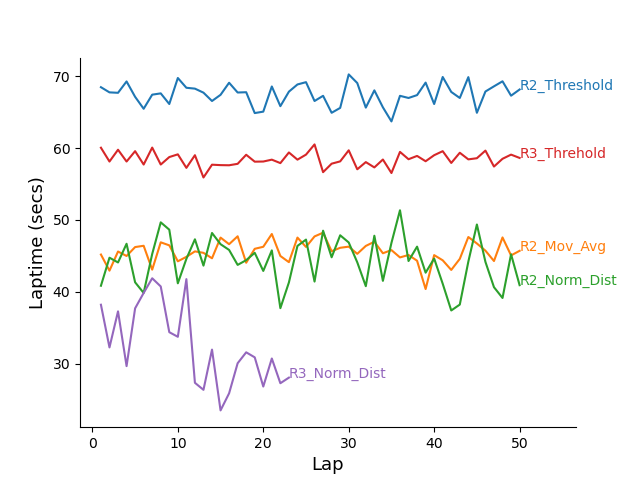 70
60
50
40
30
Laptime (secs)
R2_Threshold
R3_Threhold
R2_Mov_Avg
R2_Norm_Dist
R3_Norm_Dist
0 10 20 30 40 50
Lap